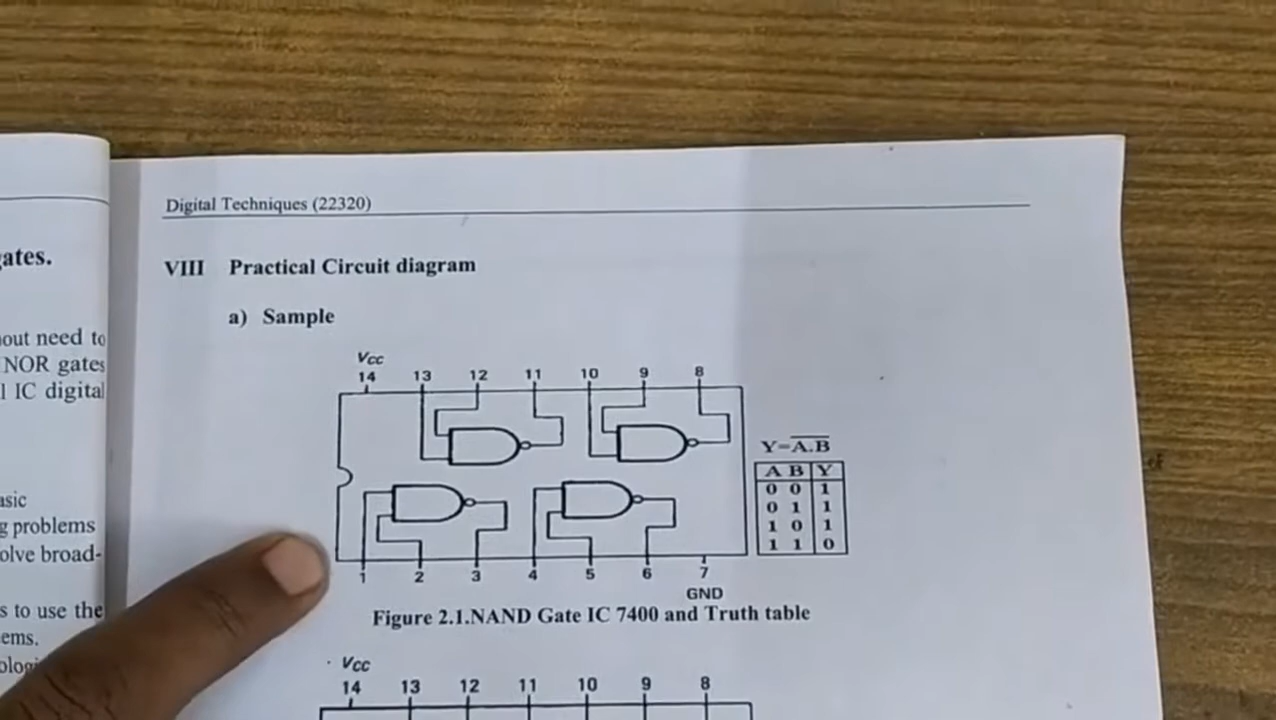 ates.
out need to
NOR gates
l IC digital
asic
g problems
olve broad-
s to use the
ems.
Digital Techniques (22320)
VIII Practical Circuit diagram
a) Sample
Vcc
14 13 12 11 10 9 8
Y=A.B
A B Y
0 0 1
0 1 1
1 0 1
1 1 0
1 2 3 4 5 6 7
GND
Figure 2.1.NAND Gate IC 7400 and Truth table
Vcc
14 13 12 11 10 9 8